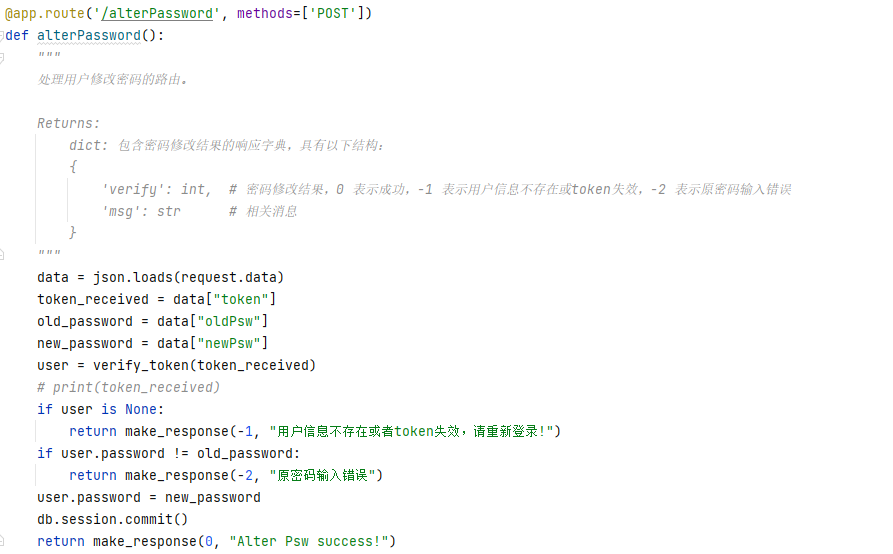 @app.route('/alterPassword', methods=['POST'])
def alterPassword():
    """
    处理用户修改密码的路由。

    Returns:
        dict: 包含密码修改结果的响应字典，具有以下结构：
        {
            'verify': int,  # 密码修改结果，0 表示成功，-1 表示用户信息不存在或token失效，-2 表示原密码输入错误
            'msg': str      # 相关消息
        }
    """
    data = json.loads(request.data)
    token_received = data["token"]
    old_password = data["oldPsw"]
    new_password = data["newPsw"]
    user = verify_token(token_received)
    # print(token_received)
    if user is None:
        return make_response(-1, "用户信息不存在或者token失效，请重新登录!")
    if user.password != old_password:
        return make_response(-2, "原密码输入错误")
    user.password = new_password
    db.session.commit()
    return make_response(0, "Alter Psw success!")